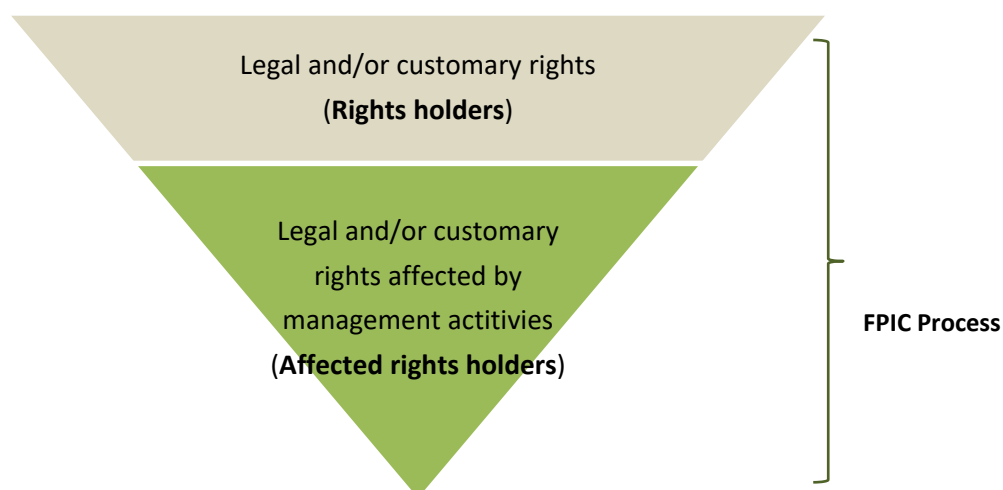 Legal and/or customary rights
(Rights holders)
Legal and/or customary
rights affected by
management actitivies
(Affected rights holders)
FPIC Process